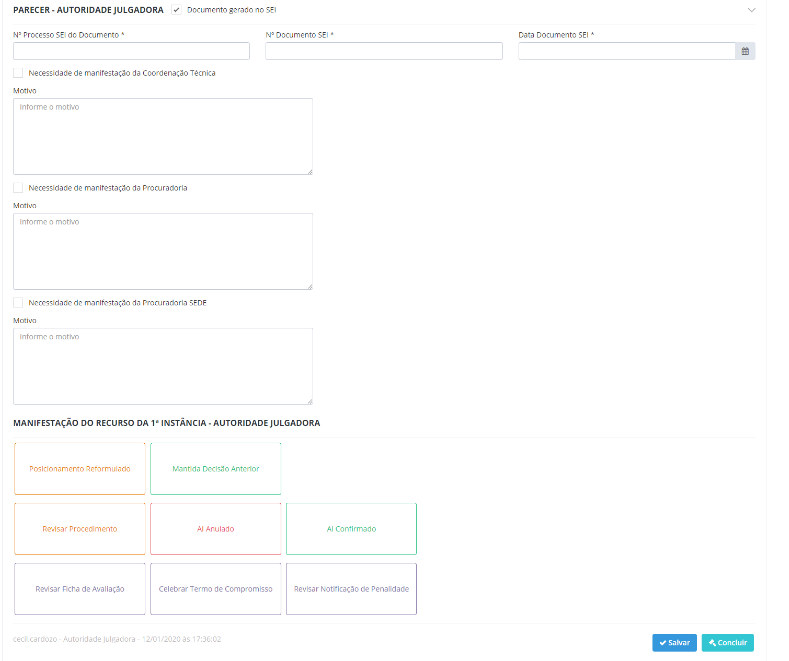 PARECER - AUTORIDADE JULGADORA Documento gerado no SEI
Nº Processo SEI do Documento * Nº Documento SEI * Data Documento SEI *
Necessidade de manifestação da Coordenação Técnica
Motivo
Informe o motivo
Necessidade de manifestação da Procuradoria
Motivo
Informe o motivo
Necessidade de manifestação da Procuradoria SEDE
Motivo
Informe o motivo
MANIFESTAÇÃO DO RECURSO DA 1ª INSTÂNCIA - AUTORIDADE JULGADORA
Posicionamento Reformulado Mantida Decisão Anterior
Revisar Procedimento AI Anulado AI Confirmado
Revisar Ficha de Avaliação Celebrar Termo de Compromisso Revisar Notificação de Penalidade
cecil.cardozo - Autoridade Julgadora - 12/01/2020 às 17:36:02 Salvar Concluir